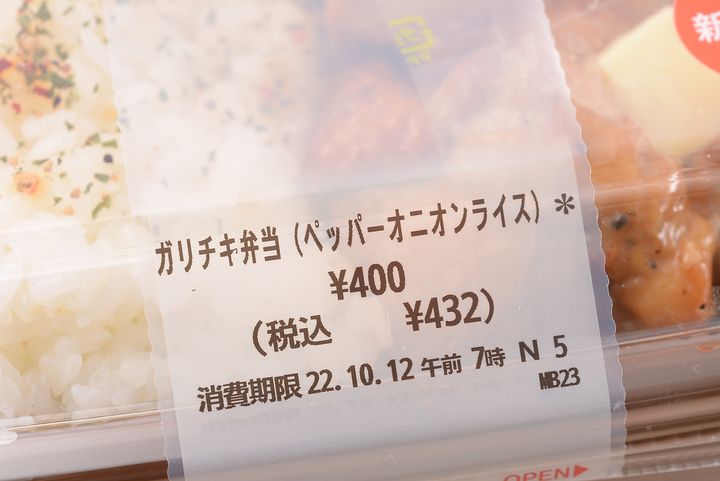 新
ガリチキ弁当（ペッパーオニオンライス）＊
¥400
（税込 ¥432）
消費期限 22.10.12 午前 7時 N 5
MB23
OPEN▶